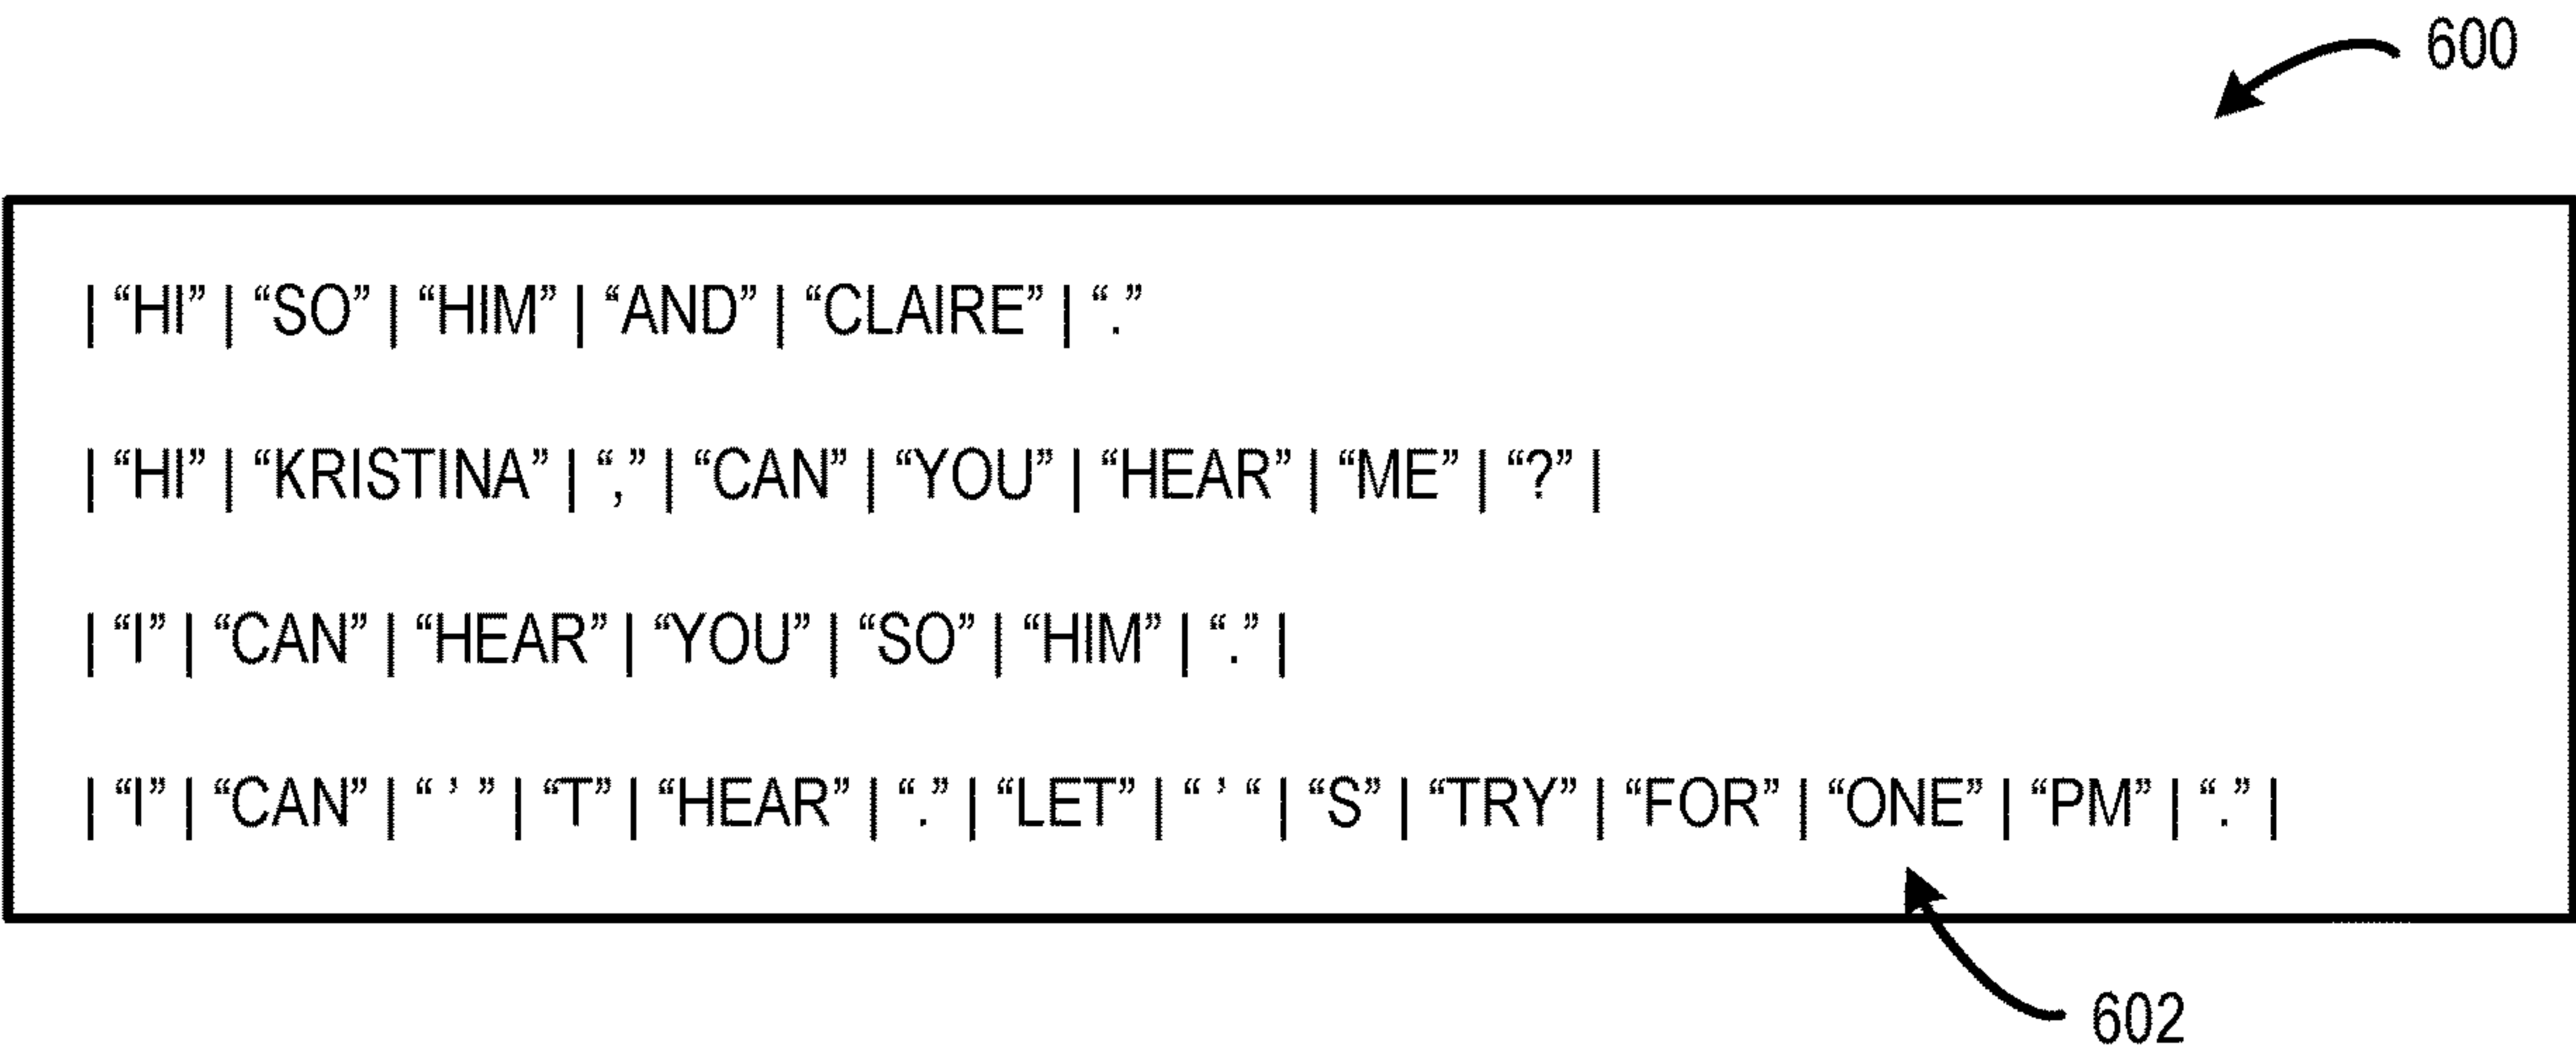 600
| “HI” | “SO” | “HIM” | “AND” | “CLAIRE” | “.”
| “HI” | “KRISTINA” | “,” | “CAN” | “YOU” | “HEAR” | “ME” | “?” |
| “I” | “CAN” | “HEAR” | “YOU” | “SO” | “HIM” | “.” |
| “I” | “CAN” | “ ’ ” | “T” | “HEAR” | “.” | “LET” | “ ’ “ | “S” | “TRY” | “FOR” | “ONE” | “PM” | “.” |
602